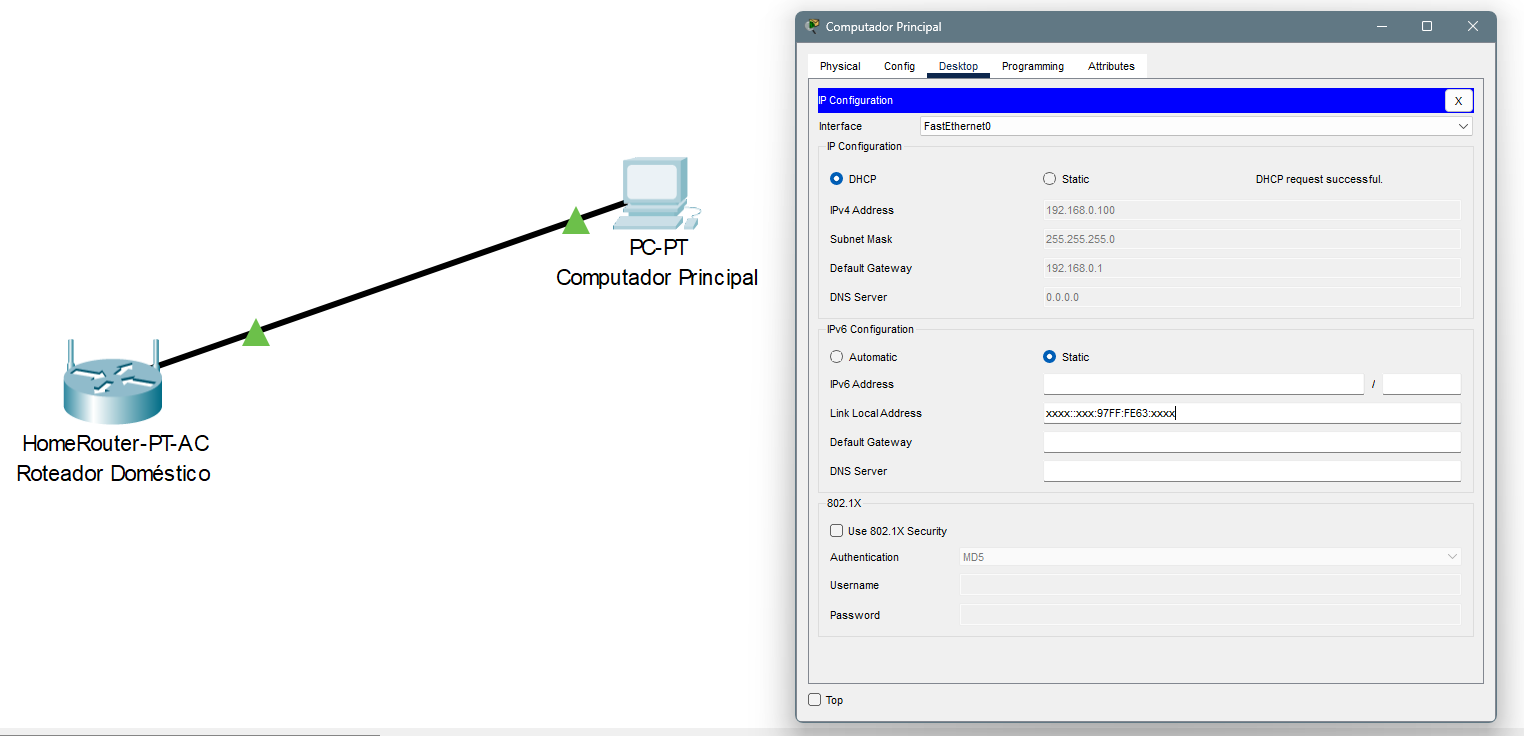 PC-PT
Computador Principal
HomeRouter-PT-AC
Roteador Doméstico
Computador Principal
Physical Config Desktop Programming Attributes
IP Configuration X
Interface FastEthernet0
IP Configuration
DHCP Static DHCP request successful.
IPv4 Address 192.168.0.100
Subnet Mask 255.255.255.0
Default Gateway 192.168.0.1
DNS Server 0.0.0.0
IPv6 Configuration
Automatic Static
IPv6 Address /
Link Local Address xxxx::xxx:97FF:FE63:xxxx
Default Gateway
DNS Server
802.1X
Use 802.1X Security
Authentication MD5
Username
Password
Top